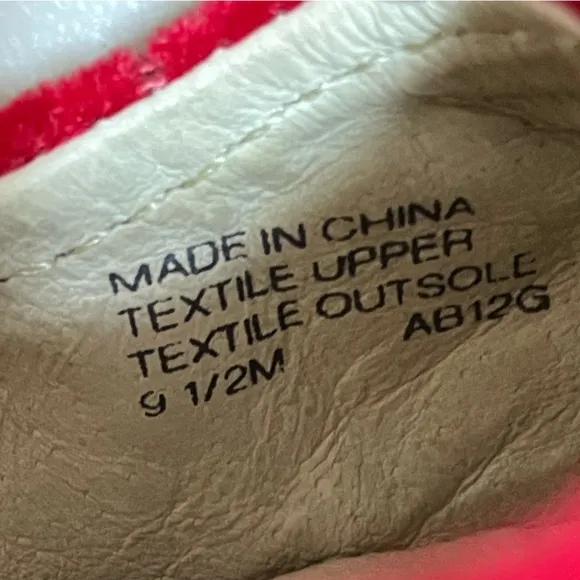 MADE IN CHINA
TEXTILE UPPER
TEXTILE OUTSOLE
9 1/2M AB12G